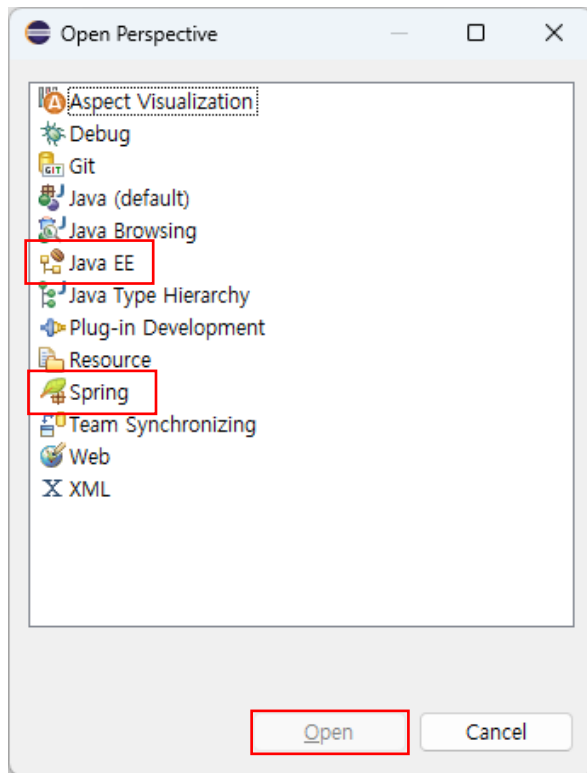 Open Perspective
Aspect Visualization
Debug
GIT Git
Java (default)
Java Browsing
Java EE
Java Type Hierarchy
Plug-in Development
Resource
Spring
Team Synchronizing
Web
X XML
Open
Cancel